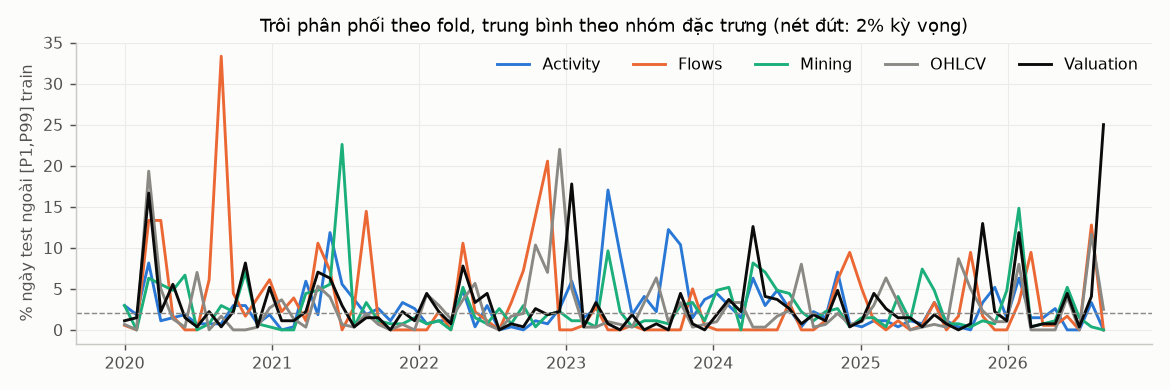 Trôi phân phối theo fold, trung bình theo nhóm đặc trưng (nét đứt: 2% kỳ vọng)
% ngày test ngoài [P1,P99] train
35
30
25
20
15
10
5
0
Activity
Flows
Mining
OHLCV
Valuation
2020
2021
2022
2023
2024
2025
2026